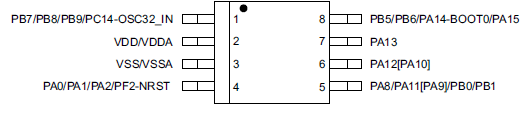 PB7/PB8/PB9/PC14-OSC32_IN 1 8 PB5/PB6/PA14-BOOT0/PA15
VDD/VDDA 2 7 PA13
VSS/VSSA 3 6 PA12[PA10]
PA0/PA1/PA2/PF2-NRST 4 5 PA8/PA11[PA9]/PB0/PB1